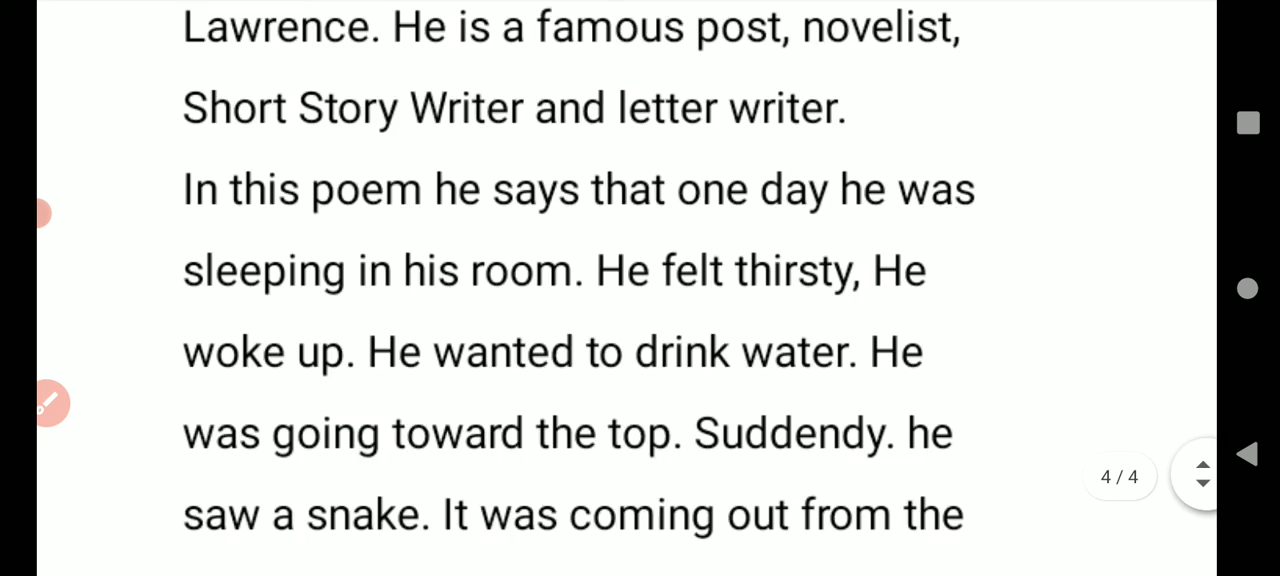 Lawrence. He is a famous post, novelist,
Short Story Writer and letter writer.
In this poem he says that one day he was
sleeping in his room. He felt thirsty, He
woke up. He wanted to drink water. He
was going toward the top. Suddendy. he
4 / 4
saw a snake. It was coming out from the